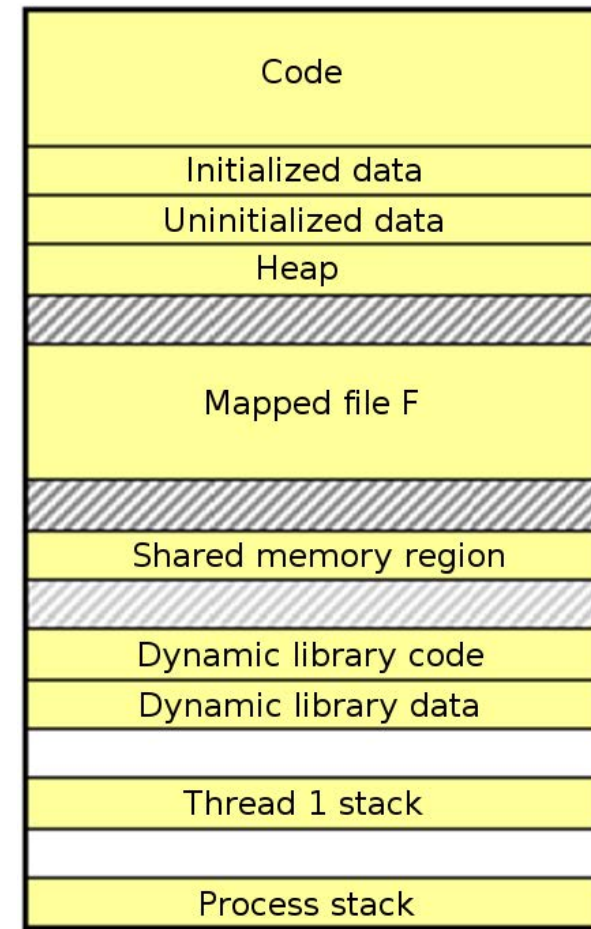 Code
Initialized data
Uninitialized data
Heap
Mapped file F
Shared memory region
Dynamic library code
Dynamic library data
Thread 1 stack
Process stack